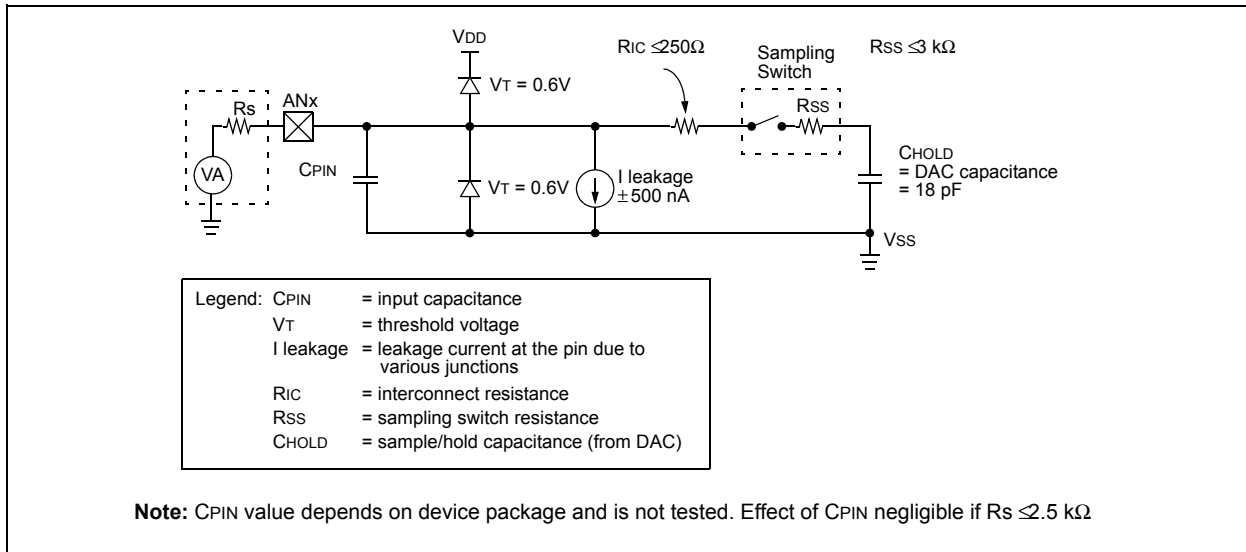 VDD
RIC ≤250Ω
Sampling
Switch
RSS ≤3 kΩ
VT = 0.6V
Rs
ANx
RSS
CPIN
VA
VT = 0.6V
I leakage
±500 nA
CHOLD
= DAC capacitance
= 18 pF
VSS
Legend: CPIN = input capacitance
VT = threshold voltage
I leakage = leakage current at the pin due to
various junctions
RIC = interconnect resistance
RSS = sampling switch resistance
CHOLD = sample/hold capacitance (from DAC)
Note: CPIN value depends on device package and is not tested. Effect of CPIN negligible if Rs ≤2.5 kΩ